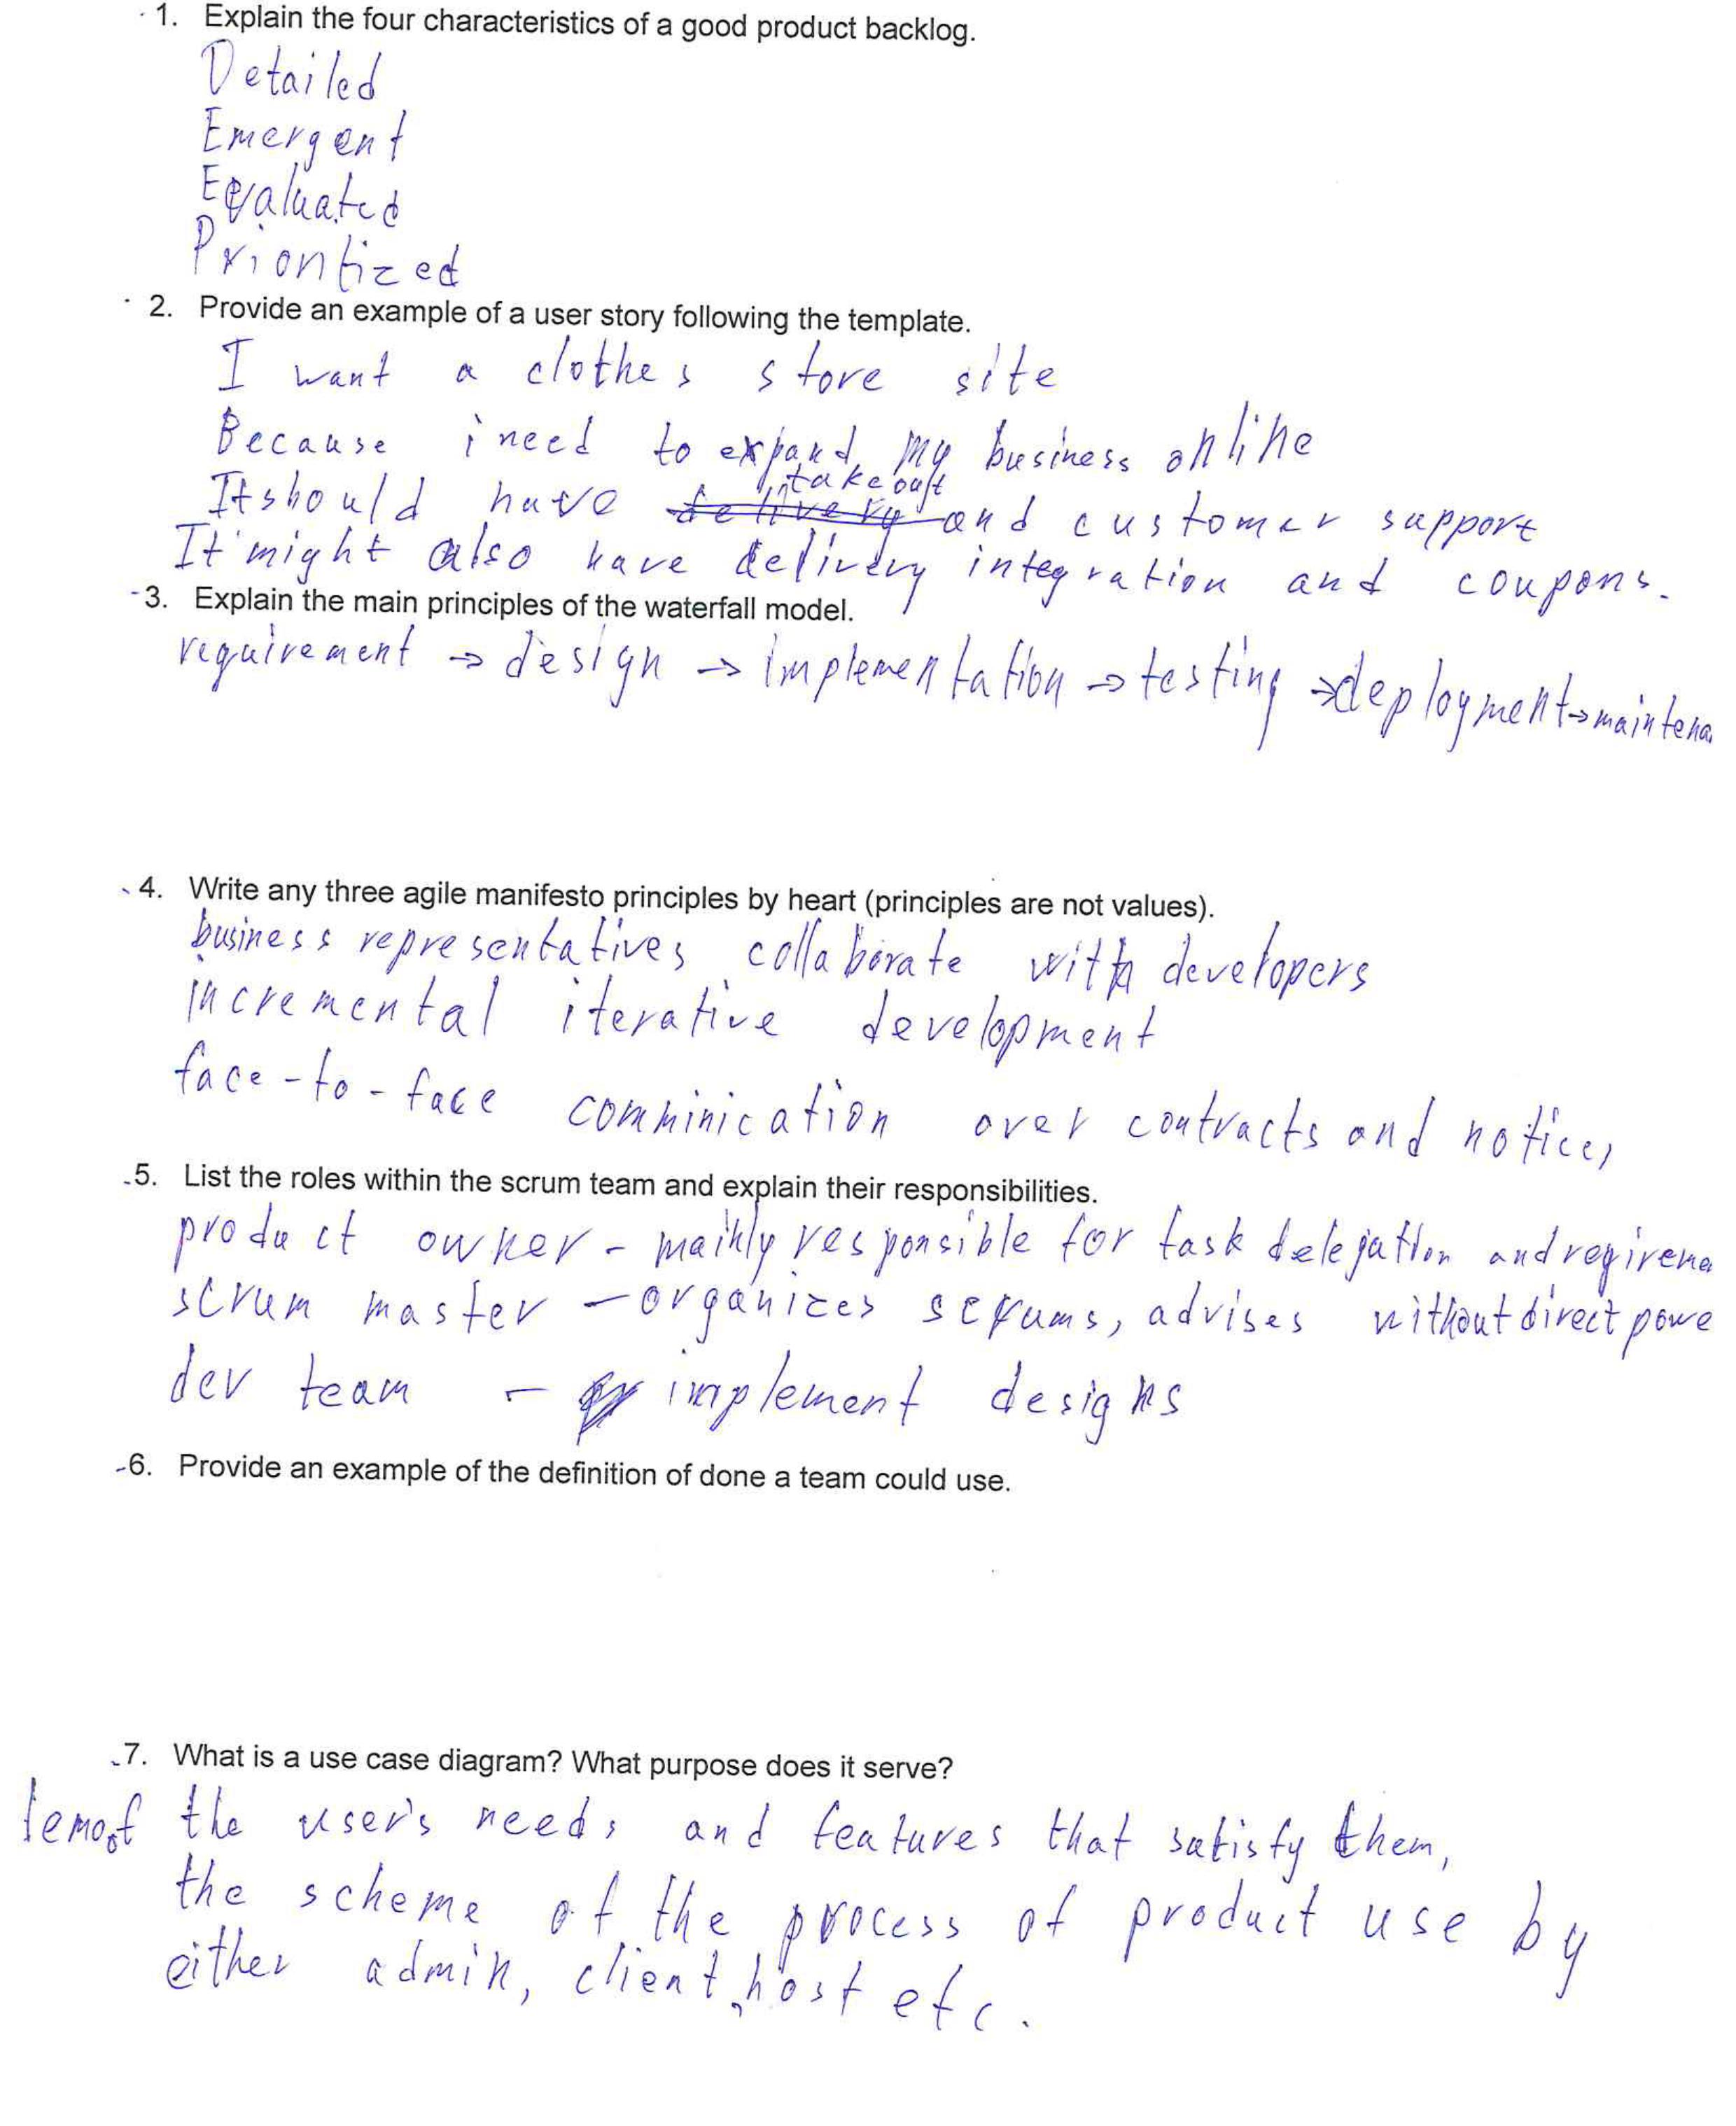 1. Explain the four characteristics of a good product backlog.
Detailed
Emergent
Evaluated
Prioritized
2. Provide an example of a user story following the template.
I want a clothes store site
Because i need to expand my business online
takeout
It should have delivery and customer support
It might also have delivery integration and coupons.
3. Explain the main principles of the waterfall model.
requirement → design → implementation → testing → deployment → maintena
4. Write any three agile manifesto principles by heart (principles are not values).
business representatives collaborate with developers
incremental iterative development
face-to-face comminication over contracts and notices
5. List the roles within the scrum team and explain their responsibilities.
product owner - mainly responsible for task delegation and regirema
scrum master - organizes scrums, advises without direct powe
dev team - implement designs
6. Provide an example of the definition of done a team could use.
7. What is a use case diagram? What purpose does it serve?
the user's needs and features that satisfy them,
the scheme of the process of product use by
either admin, client, host etc.